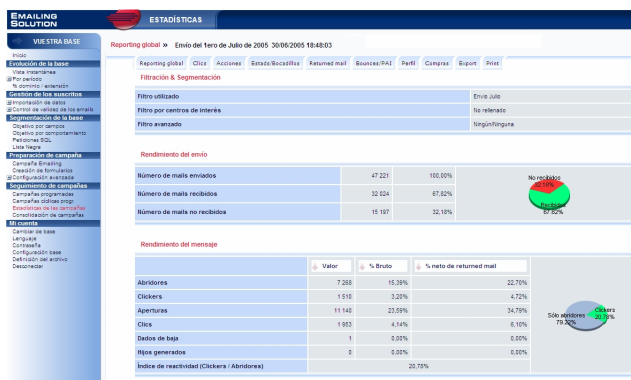 EMAILING
SOLUTION
ESTADÍSTICAS
VUESTRA BASE
Inicio
Evolución de la base
Vista instantánea
Por período
% dominio / extensión
Gestión de los suscritos
Importación de datos
Control de validez de los emails
Segmentación de la base
Objetivo por campos
Objetivo por comportamiento
Peticiones SQL
Lista Negra
Preparación de campaña
Campaña Emailing
Creación de formularios
Configuración avanzada
Seguimiento de campañas
Campañas programadas
Campañas cíclicas progr.
Estadísticas de las campañas
Consolidación de campañas
Mi cuenta
Cambiar de base
Lenguaje
Contraseña
Configuración base
Definición del archivo
Desconectar
Reporting global » Envío del 1ero de Julio de 2005 30/06/2005 18:48:03
Reporting global Clics Acciones Estado/Bocadillos Returned mail Bounces/PAI Perfil Compras Export Print
Filtración & Segmentación
Filtro utilizado Envío Julio
Filtro por centros de interés No rellenado
Filtro avanzado Ningún/Ninguna
Rendimiento del envío
Número de mails enviados 47 221 100,00%
Número de mails recibidos 32 024 67,82%
Número de mails no recibidos 15 197 32,18%
No recibidos
32.18%
Recibidos
67.82%
Rendimiento del mensaje
Valor % Bruto % neto de returned mail
Abridores 7 268 15,39% 22,70%
Clickers 1 510 3,20% 4,72%
Aperturas 11 140 23,59% 34,79%
Clics 1 953 4,14% 6,10%
Dados de baja 1 0,00% 0,00%
Hijos generados 0 0,00% 0,00%
Índice de reactividad (Clickers / Abridores) 20,78%
Sólo abridores
79.22%
Clickers
20.78%